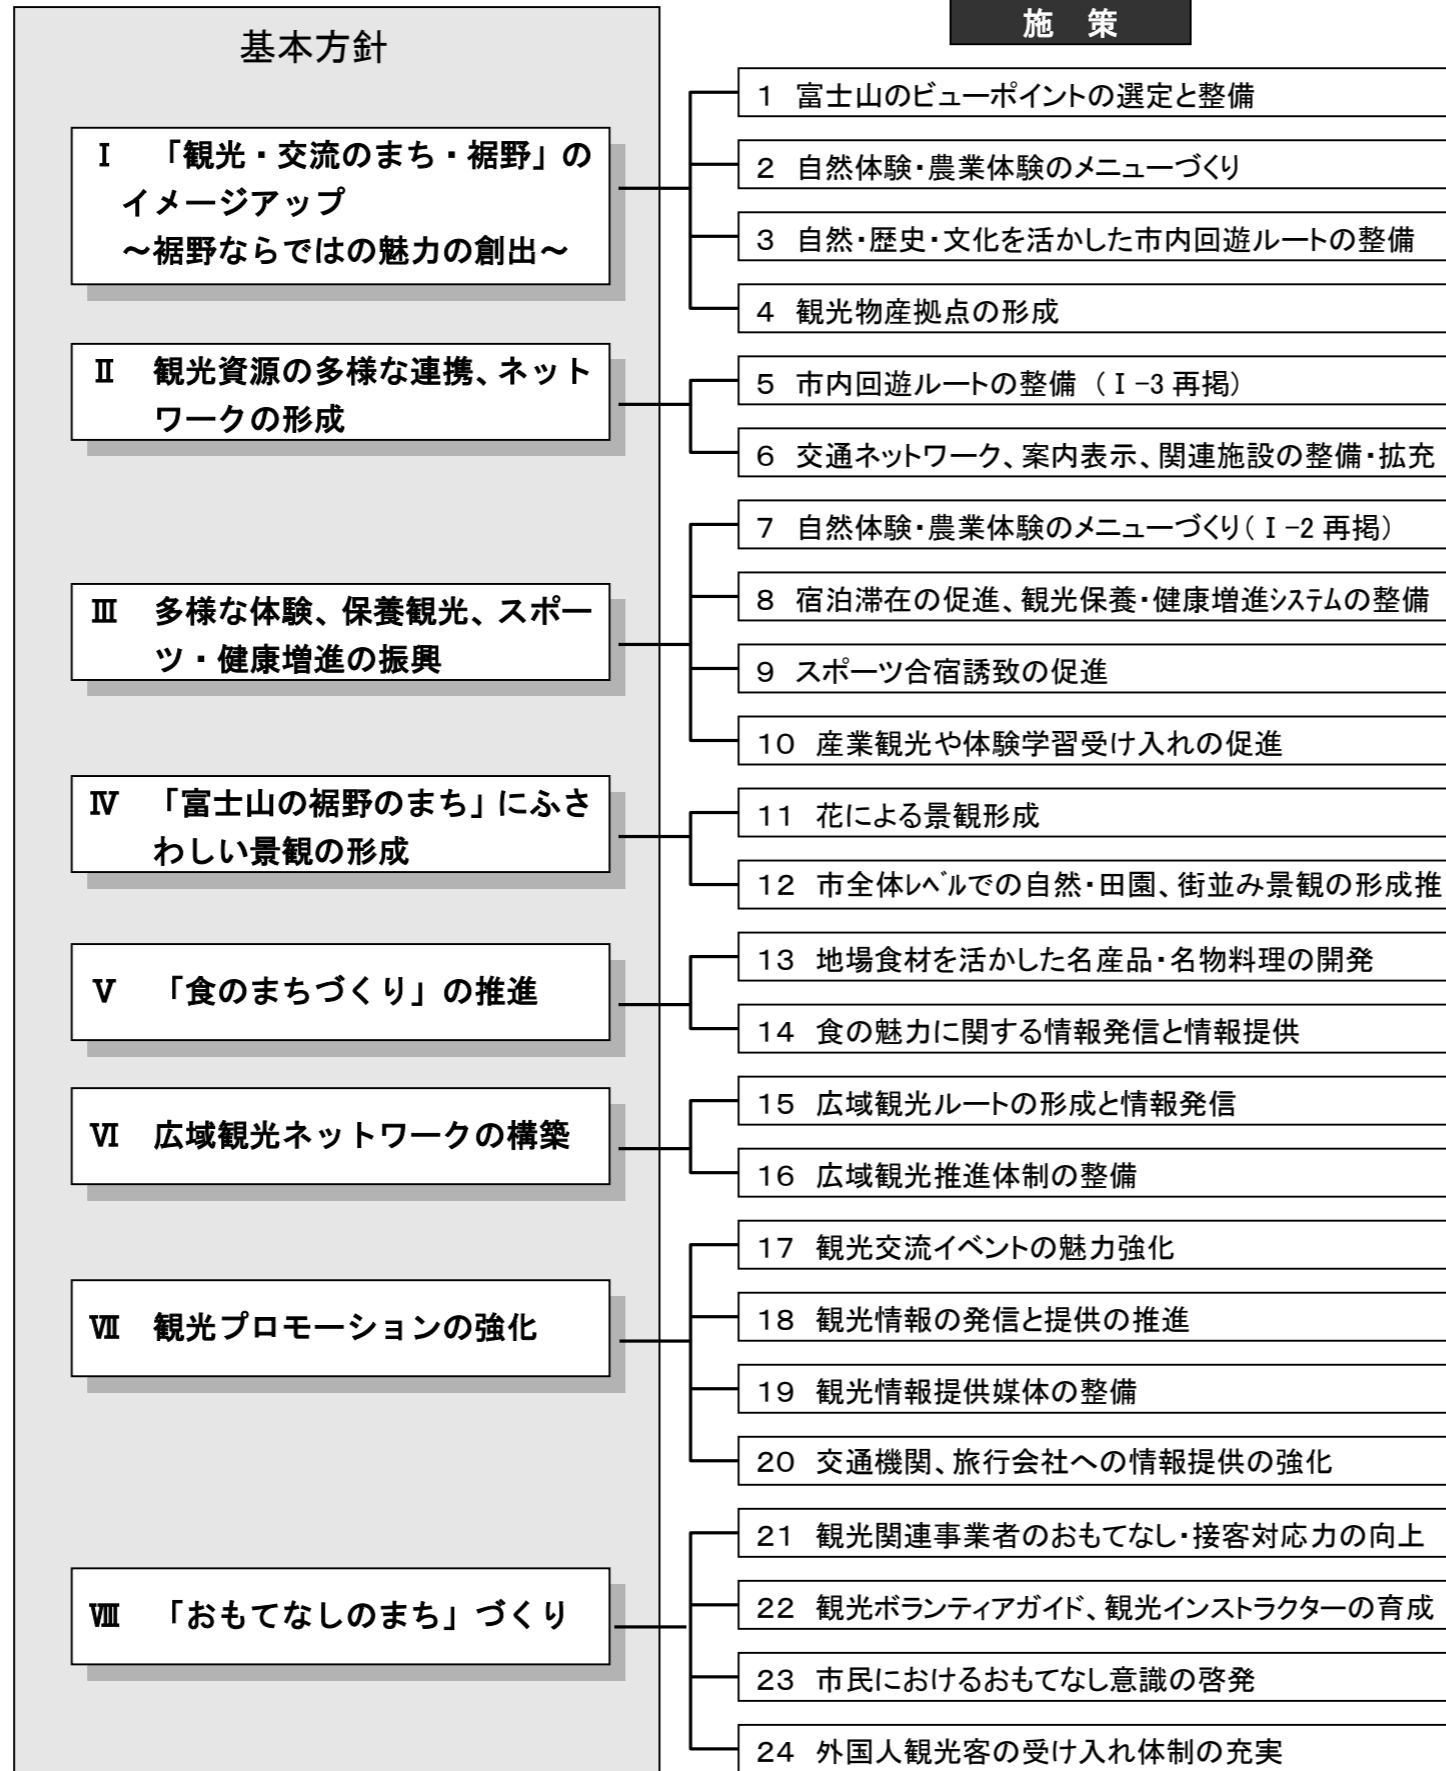 基本方針
施 策
Ⅰ 「観光・交流のまち・裾野」の
イメージアップ
～裾野ならではの魅力の創出～
1 富士山のビューポイントの選定と整備
2 自然体験・農業体験のメニューづくり
3 自然・歴史・文化を活かした市内回遊ルートの整備
4 観光物産拠点の形成
Ⅱ 観光資源の多様な連携、ネット
ワークの形成
5 市内回遊ルートの整備（Ⅰ-3 再掲）
6 交通ネットワーク、案内表示、関連施設の整備・拡充
Ⅲ 多様な体験、保養観光、スポー
ツ・健康増進の振興
7 自然体験・農業体験のメニューづくり（Ⅰ-2 再掲）
8 宿泊滞在の促進、観光保養・健康増進ｼｽﾃﾑの整備
9 スポーツ合宿誘致の促進
10 産業観光や体験学習受け入れの促進
Ⅳ 「富士山の裾野のまち」にふさ
わしい景観の形成
11 花による景観形成
12 市全体ﾚﾍﾞﾙでの自然・田園、街並み景観の形成推
Ⅴ 「食のまちづくり」の推進
13 地場食材を活かした名産品・名物料理の開発
14 食の魅力に関する情報発信と情報提供
Ⅵ 広域観光ネットワークの構築
15 広域観光ルートの形成と情報発信
16 広域観光推進体制の整備
Ⅶ 観光プロモーションの強化
17 観光交流イベントの魅力強化
18 観光情報の発信と提供の推進
19 観光情報提供媒体の整備
20 交通機関、旅行会社への情報提供の強化
Ⅷ 「おもてなしのまち」づくり
21 観光関連事業者のおもてなし・接客対応力の向上
22 観光ボランティアガイド、観光インストラクターの育成
23 市民におけるおもてなし意識の啓発
24 外国人観光客の受け入れ体制の充実